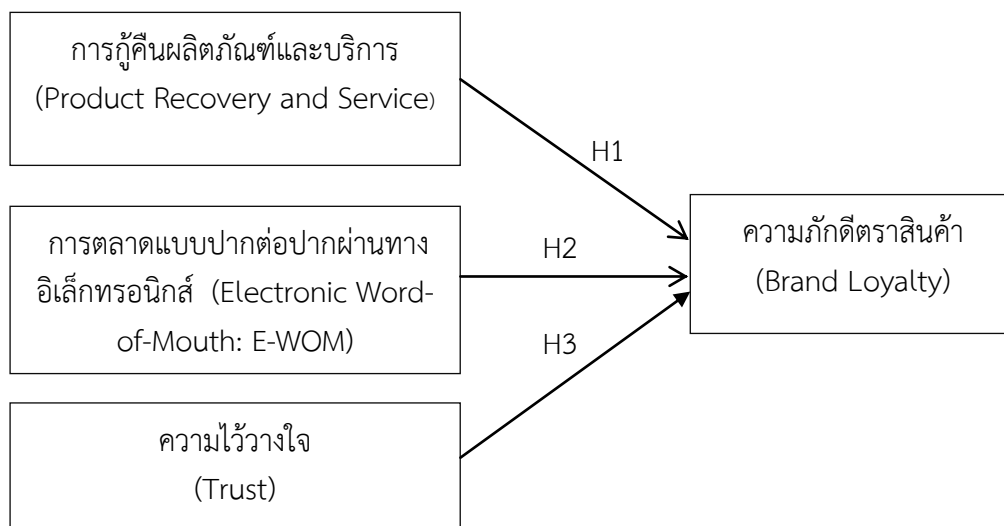 การกู้คืนผลิตภัณฑ์และบริการ
(Product Recovery and Service)
H1
การตลาดแบบปากต่อปากผ่านทาง
อิเล็กทรอนิกส์ (Electronic Word-
of-Mouth: E-WOM)
H2
ความภักดีตราสินค้า
(Brand Loyalty)
H3
ความไว้วางใจ
(Trust)